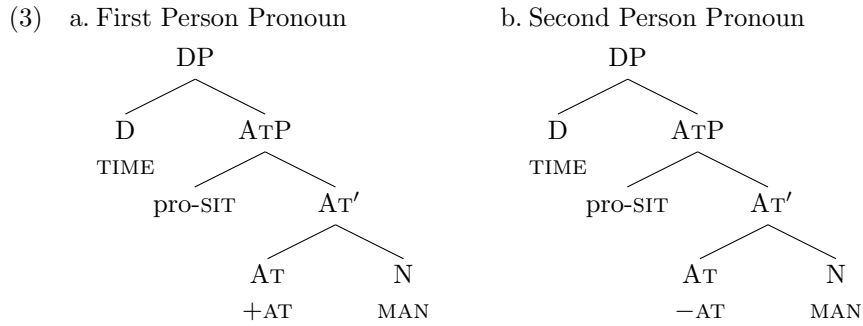 (3) a. First Person Pronoun b. Second Person Pronoun
DP DP
D ATP D ATP
TIME TIME
pro-SIT AT′ pro-SIT AT′
AT N AT N
+AT MAN −AT MAN